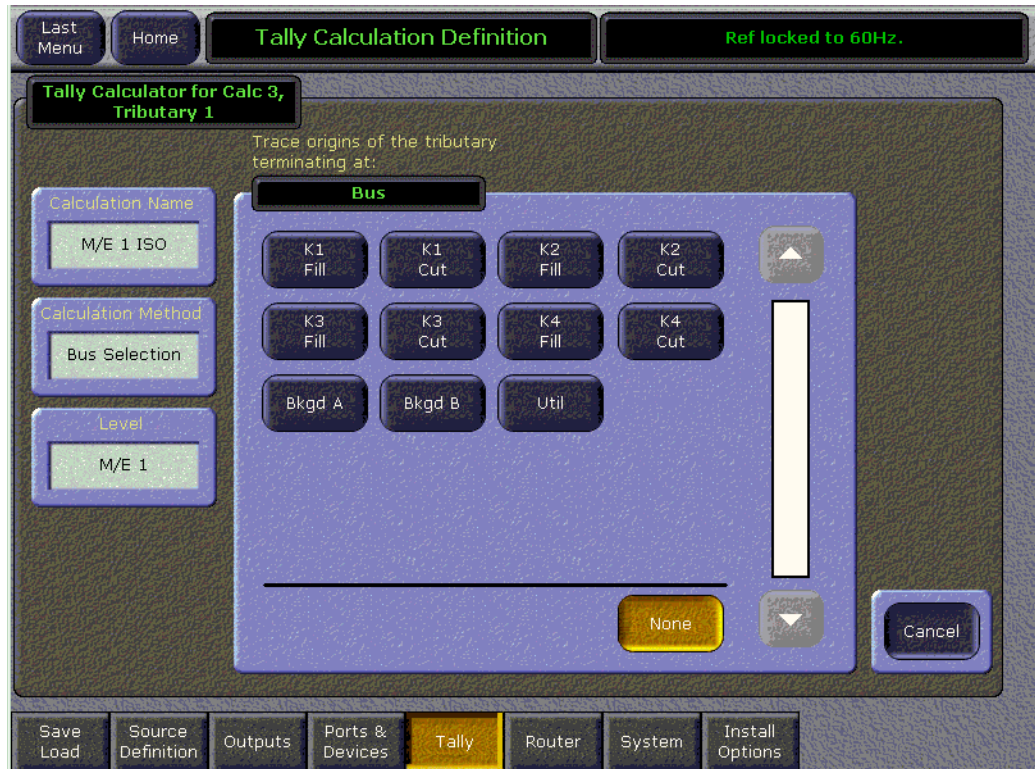 Last
Menu
Home
Tally Calculation Definition
Ref locked to 60Hz.
Tally Calculator for Calc 3,
Tributary 1
Trace origins of the tributary
terminating at:
Bus
Calculation Name
M/E 1 ISO
Calculation Method
Bus Selection
Level
M/E 1
K1
Fill
K1
Cut
K2
Fill
K2
Cut
K3
Fill
K3
Cut
K4
Fill
K4
Cut
Bkgd A
Bkgd B
Util
None
Cancel
Save
Load
Source
Definition
Outputs
Ports &
Devices
Tally
Router
System
Install
Options